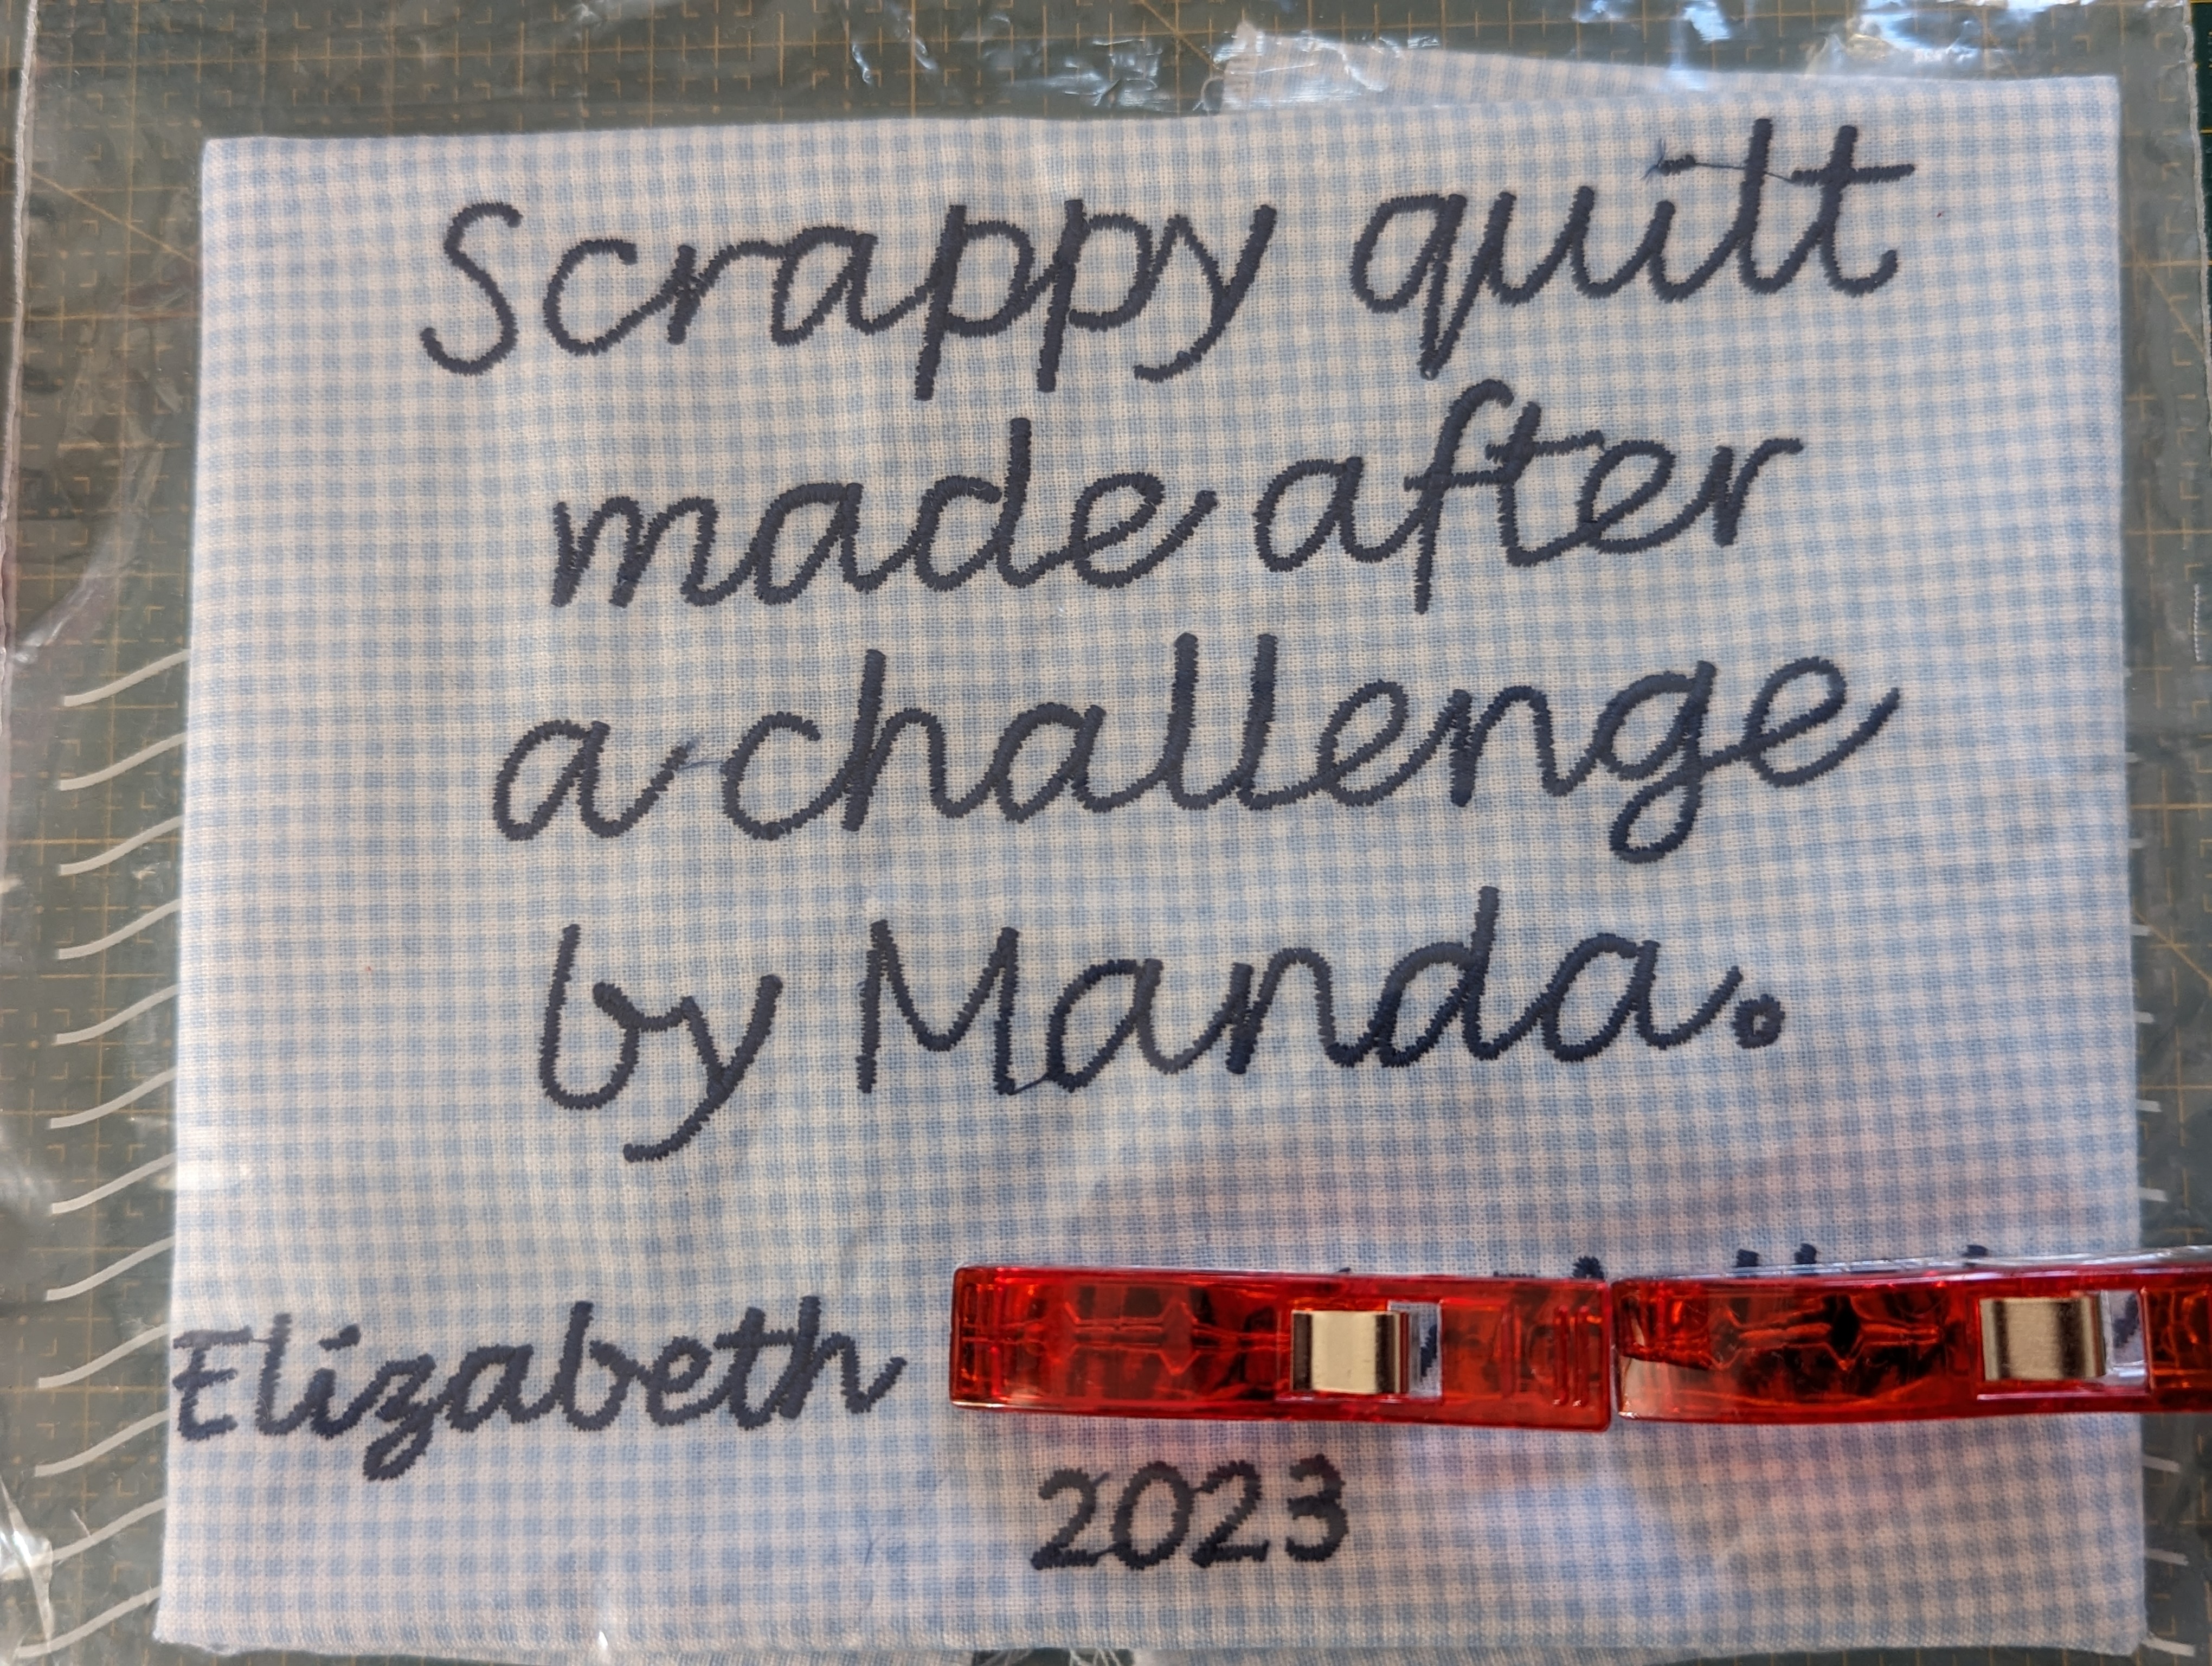 Scrappy quilt
made after
a challenge
by Manda.
Elizabeth
2023